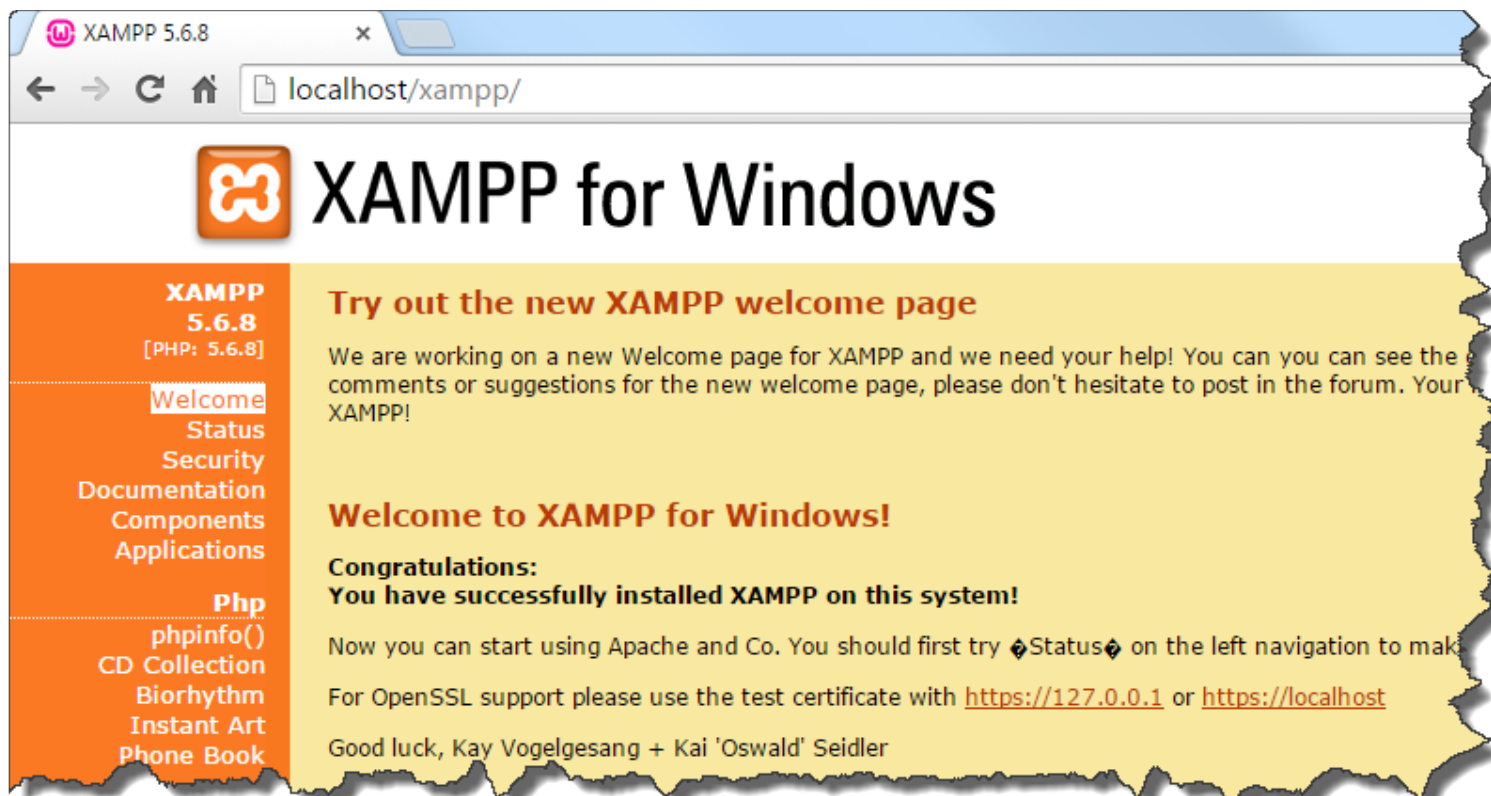 XAMPP 5.6.8
localhost/xampp/
XAMPP for Windows
XAMPP
5.6.8
[PHP: 5.6.8]
Welcome
Status
Security
Documentation
Components
Applications
Php
phpinfo()
CD Collection
Biorhythm
Instant Art
Phone Book
Try out the new XAMPP welcome page
We are working on a new Welcome page for XAMPP and we need your help! You can you can see the
comments or suggestions for the new welcome page, please don't hesitate to post in the forum. Your
XAMPP!
Welcome to XAMPP for Windows!
Congratulations:
You have successfully installed XAMPP on this system!
Now you can start using Apache and Co. You should first try �Status� on the left navigation to mak
For OpenSSL support please use the test certificate with https://127.0.0.1 or https://localhost
Good luck, Kay Vogelgesang + Kai 'Oswald' Seidler